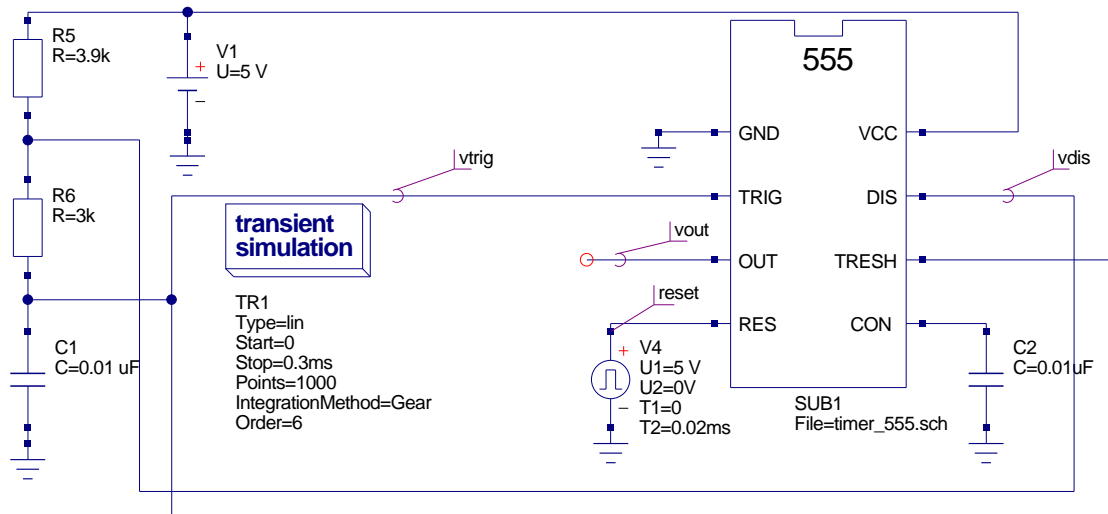 R5
R=3.9k
V1
U=5 V
555
GND
VCC
vtrig
vdis
R6
R=3k
TRIG
DIS
transient
simulation
vout
OUT
TRESH
TR1
Type=lin
Start=0
Stop=0.3ms
Points=1000
IntegrationMethod=Gear
Order=6
reset
RES
CON
C1
C=0.01 uF
V4
U1=5 V
U2=0V
T1=0
T2=0.02ms
C2
C=0.01uF
SUB1
File=timer_555.sch